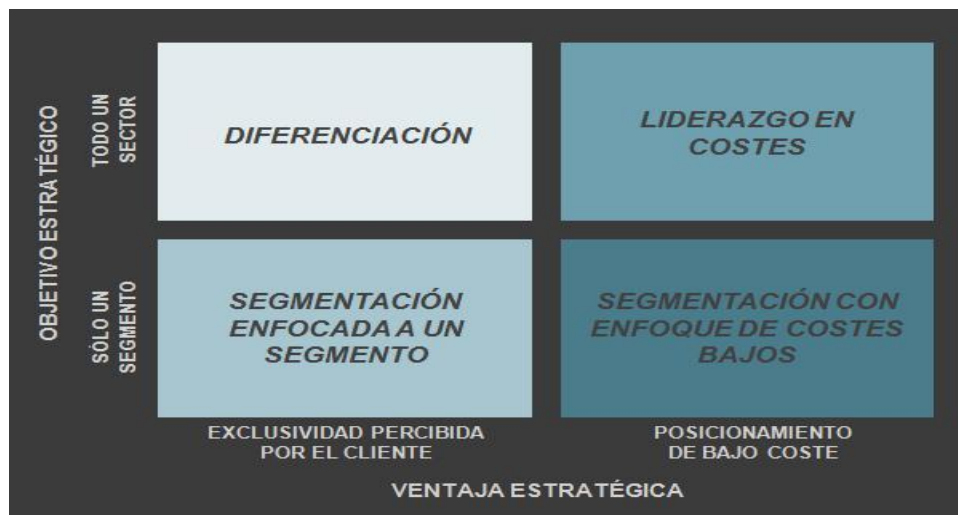 OBJETIVO ESTRATÉGICO
TODO UN
SECTOR
DIFERENCIACIÓN
LIDERAZGO EN
COSTES
SÓLO UN
SEGMENTO
SEGMENTACIÓN
ENFOCADA A UN
SEGMENTO
SEGMENTACIÓN CON
ENFOQUE DE COSTES
BAJOS
EXCLUSIVIDAD PERCIBIDA
POR EL CLIENTE
POSICIONAMIENTO
DE BAJO COSTE
VENTAJA ESTRATÉGICA